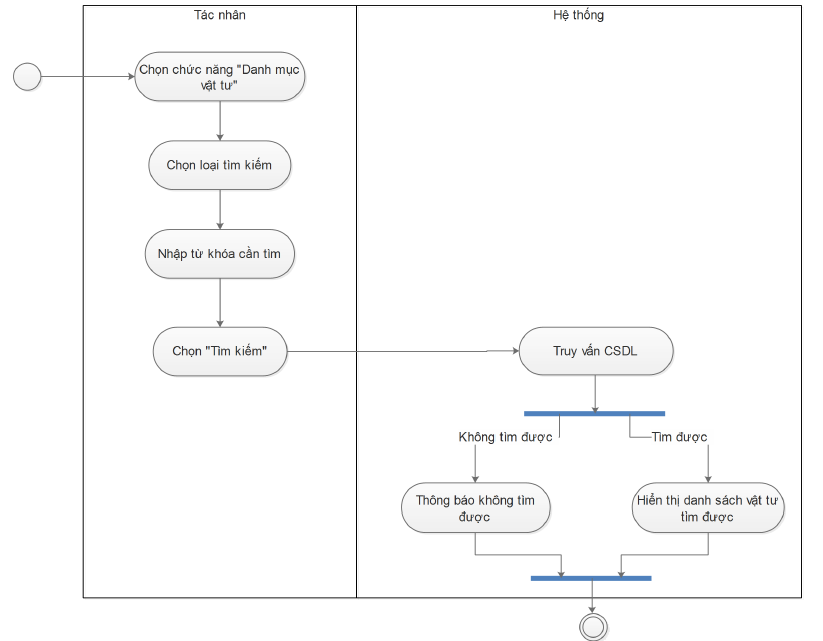 Tác nhân
Hệ thống
Chọn chức năng "Danh mục
vật tư"
Chọn loại tìm kiếm
Nhập từ khóa cần tìm
Chọn "Tìm kiếm"
Truy vấn CSDL
Không tìm được
Tìm được
Thông báo không tìm
được
Hiển thị danh sách vật tư
tìm được